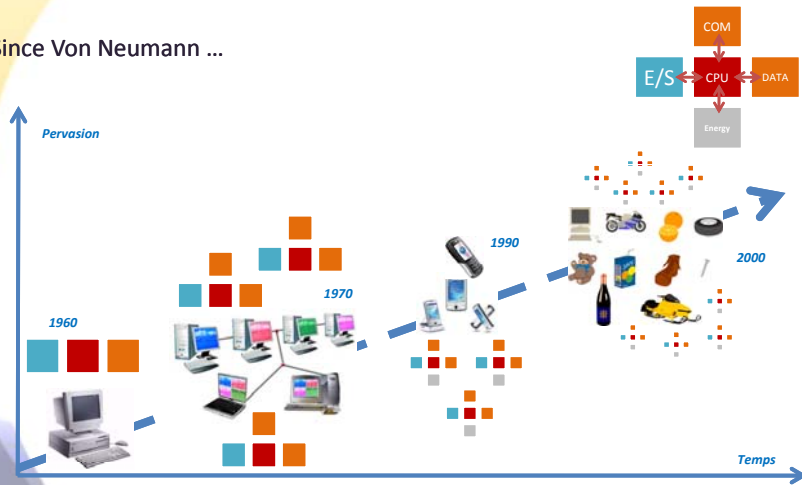 Since Von Neumann ...
COM
E/S
CPU
DATA
Energy
Pervasion
1990
2000
1970
1960
Temps